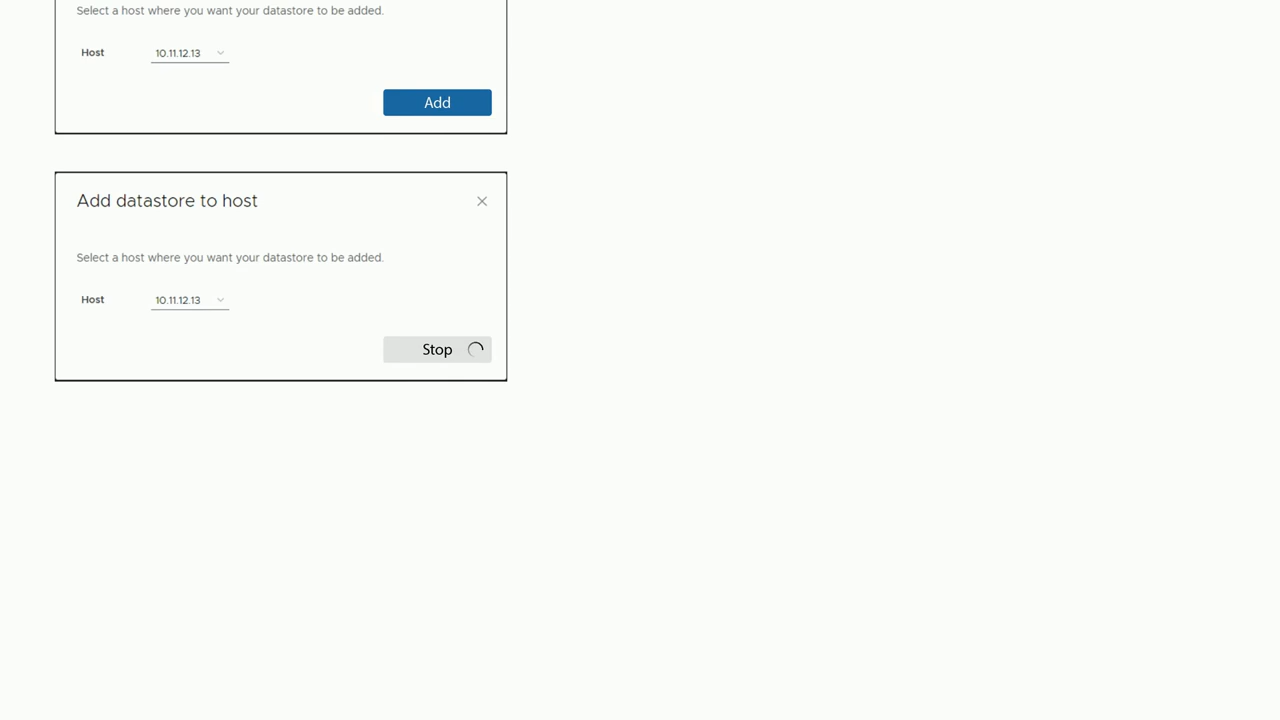 Select a host where you want your datastore to be added.
Host 10.11.12.13
Add
Add datastore to host
Select a host where you want your datastore to be added.
Host 10.11.12.13
Stop